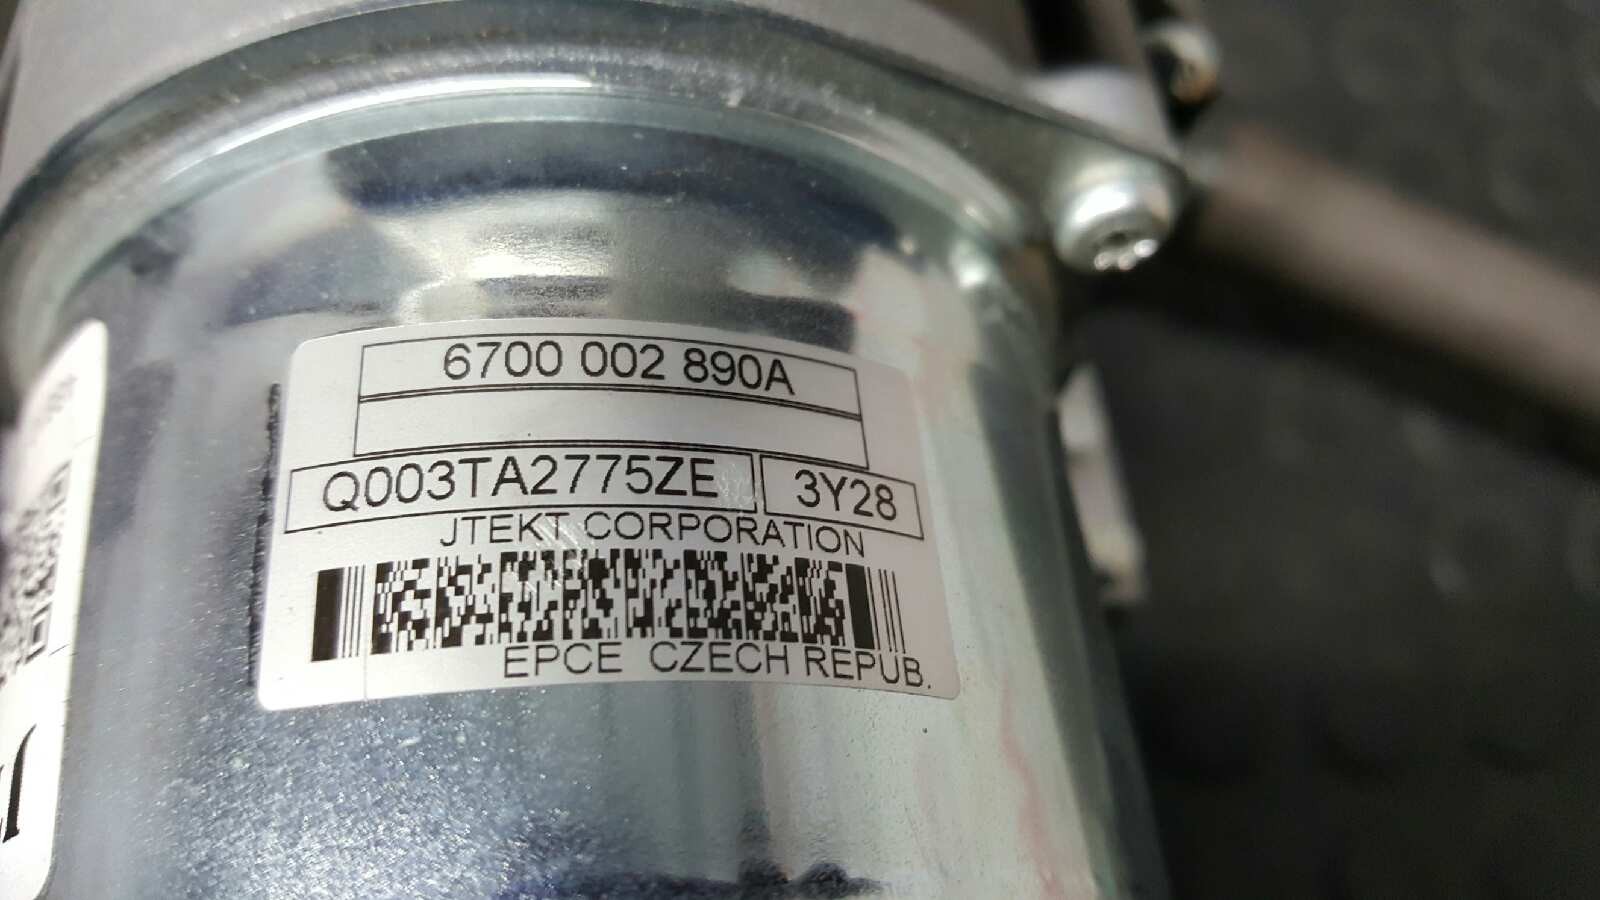 6700 002 890A
Q003TA2775ZE 3Y28
JTEKT CORPORATION
EPCE CZECH REPUB.